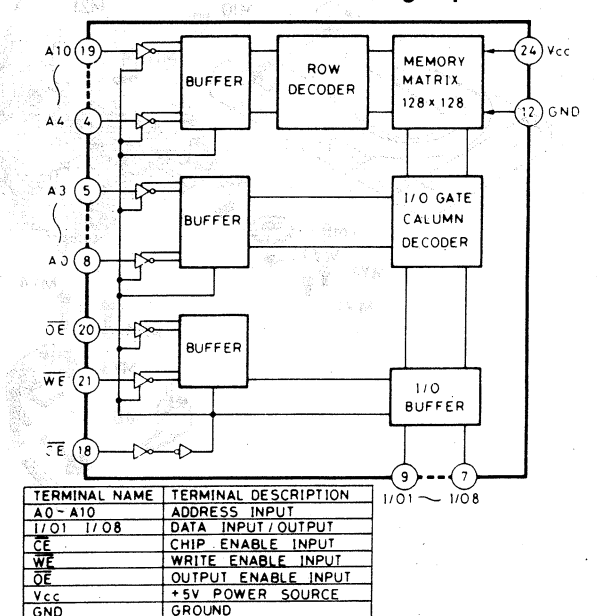 A10 19
BUFFER
ROW DECODER
MEMORY MATRIX 128 x 128
24 Vcc
12 GND
A4 4
A3 5
BUFFER
I/O GATE CALUMN DECODER
A0 8
OE 20
BUFFER
WE 21
I/O BUFFER
CE 18
9 7
I/O1 ~ I/O8
TERMINAL NAME TERMINAL DESCRIPTION
A0~A10 ADDRESS INPUT
I/O1 I/O8 DATA INPUT/OUTPUT
CE CHIP ENABLE INPUT
WE WRITE ENABLE INPUT
OE OUTPUT ENABLE INPUT
Vcc +5V POWER SOURCE
GND GROUND